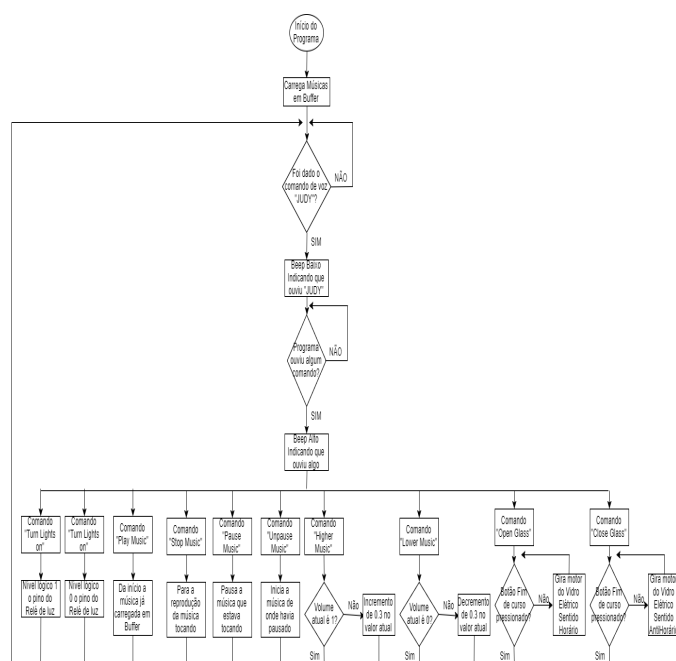 Início do
Programa
Carrega Músicas
em Buffer
Foi dado o
comando de voz
"JUDY"?
NÃO
SIM
Beep Baixo
Indicando que
ouviu "JUDY"
Programa
ouviu algum
comando?
NÃO
SIM
Beep Alto
Indicando que
ouviu algo
Comando
"Turn Lights
on"
Comando
"Turn Lights
on"
Comando
"Play Music"
Comando
"Stop Music"
Comando
"Pause
Music"
Comando
"Unpause
Music"
Comando
"Higher
Music"
Comando
"Lower Music"
Comando
"Open Glass"
Comando
"Close Glass"
Nivel lógico 1
o pino do
Relé de luz
Nivel lógico
0 o pino do
Relé de luz
Da início a
música já
carregada em
Buffer
Para a
reprodução
da música
tocando
Pausa a
música que
estava
tocando
Inicia a
música de
onde havia
pausado
Volume
atual é 1?
Não
Incremento
de 0.3 no
valor atual
Sim
Volume
atual é 0?
Não
Decremento
de 0.3 no
valor atual
Sim
Botão Fim
de curso
pressionado?
Não
Gira motor
do Vidro
Elétrico
Sentido
Horário
Sim
Botão Fim
de curso
pressionado?
Não
Gira motor
do Vidro
Elétrico
Sentido
AntiHorário
Sim